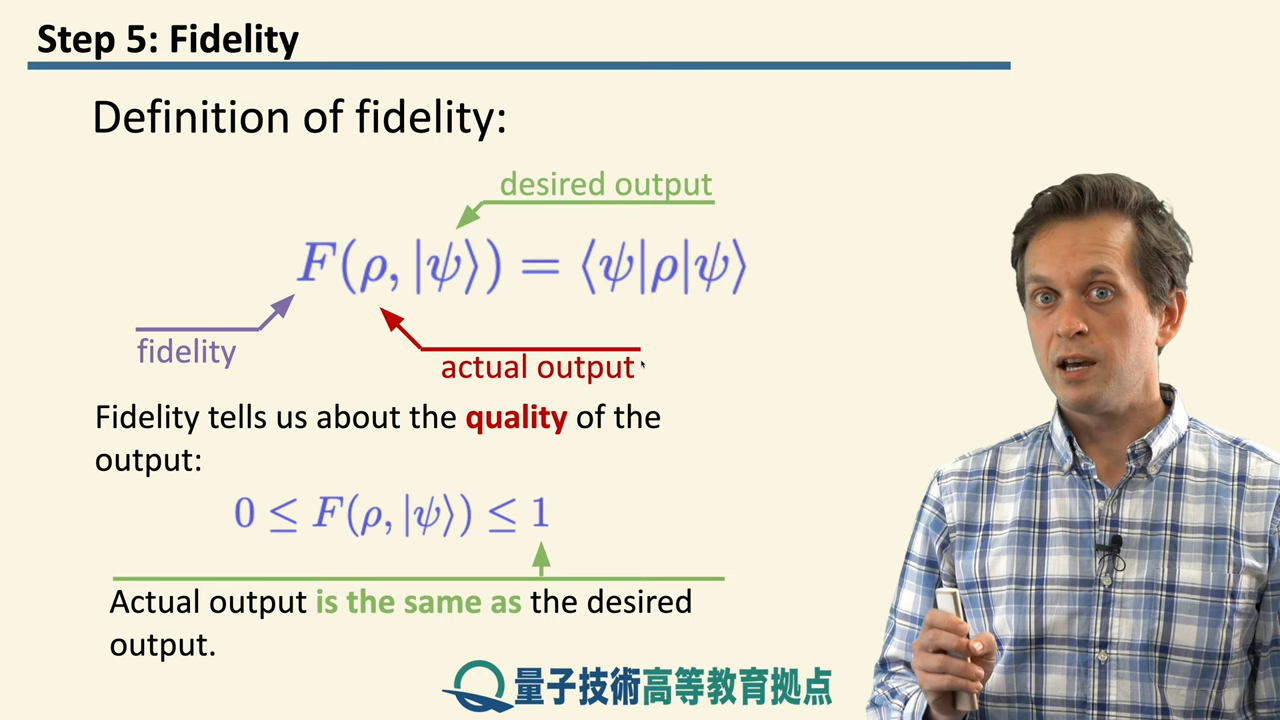 Step 5: Fidelity
Definition of fidelity:
desired output
F(ρ, |ψ⟩) = ⟨ψ|ρ|ψ⟩
fidelity
actual output
Fidelity tells us about the quality of the
output:
0 ≤ F(ρ, |ψ⟩) ≤ 1
Actual output is the same as the desired
output.
量子技術高等教育拠点